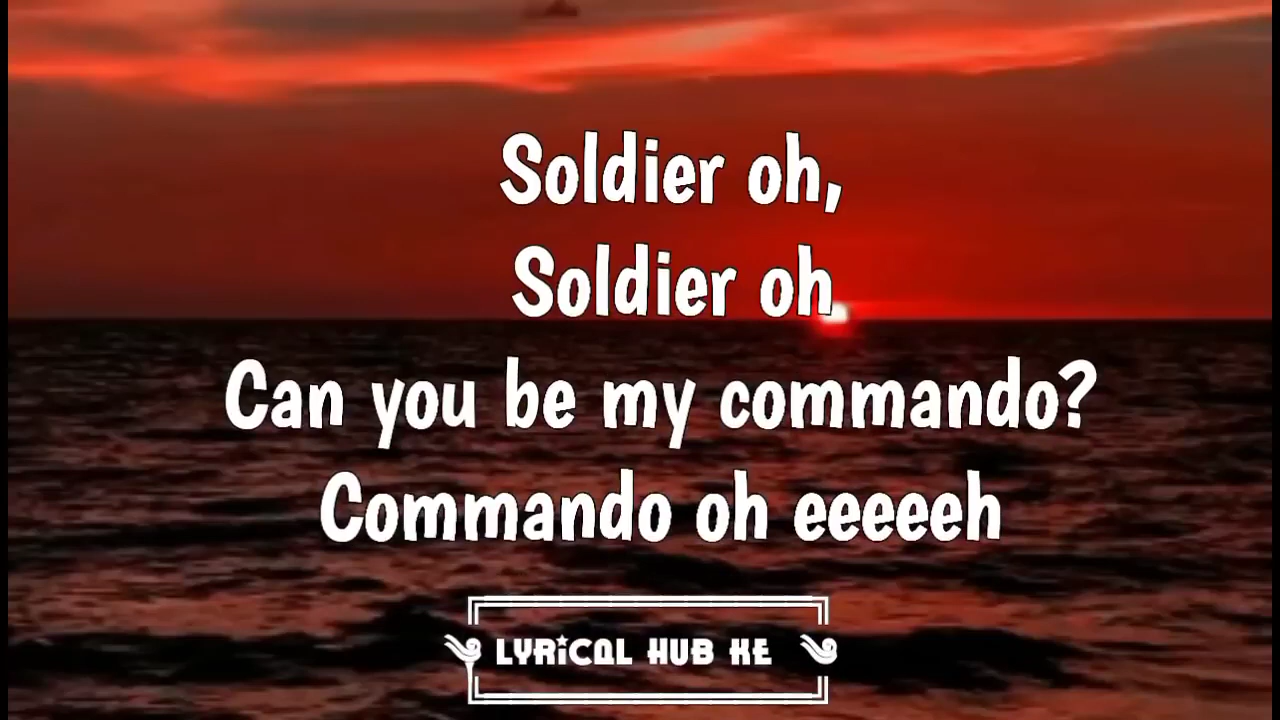 Soldier oh,
Soldier oh
Can you be my commando?
Commando oh eeeeeh
LYRICAL HUB KE